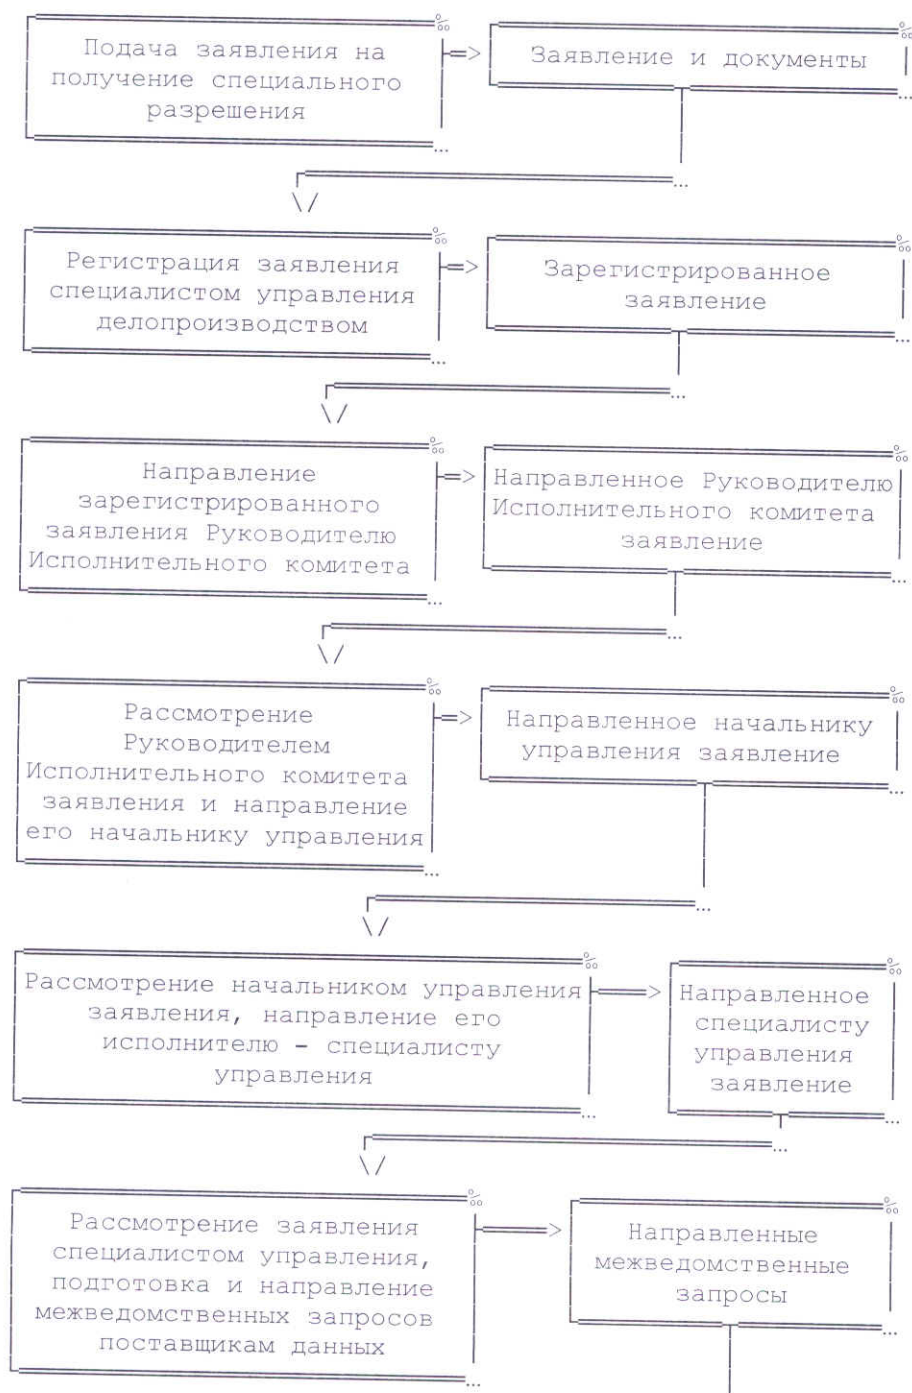 Подача заявления на
получение специального
разрешения
Заявление и документы
Регистрация заявления
специалистом управления
делопроизводством
Зарегистрированное
заявление
Направление
зарегистрированного
заявления Руководителю
Исполнительного комитета
Направленное Руководителю
Исполнительного комитета
заявление
Рассмотрение
Руководителем
Исполнительного комитета
заявления и направление
его начальнику управления
Направленное начальнику
управления заявление
Рассмотрение начальником управления
заявления, направление его
исполнителю - специалисту
управления
Направленное
специалисту
управления
заявление
Рассмотрение заявления
специалистом управления,
подготовка и направление
межведомственных запросов
поставщикам данных
Направленные
межведомственные
запросы